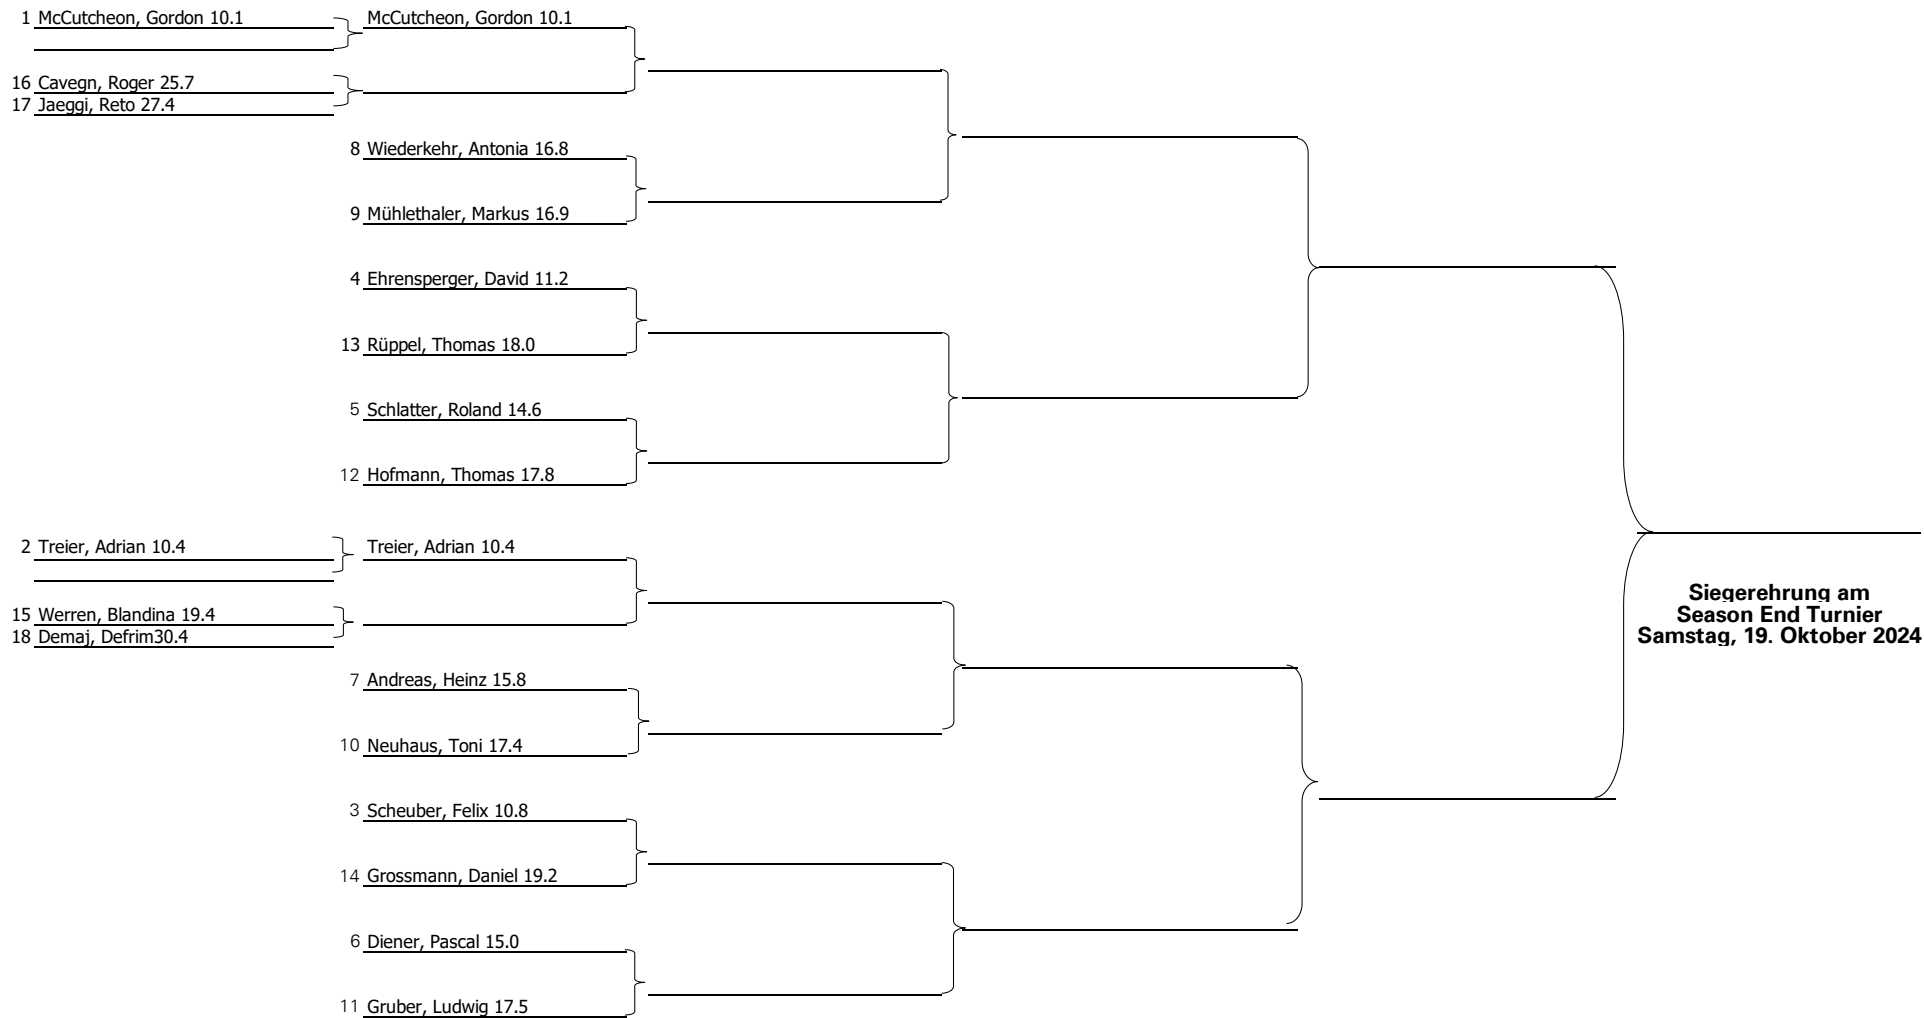 1 McCutcheon, Gordon 10.1
McCutcheon, Gordon 10.1
16 Cavegn, Roger 25.7
17 Jaeggi, Reto 27.4
8 Wiederkehr, Antonia 16.8
9 Mühlethaler, Markus 16.9
4 Ehrensperger, David 11.2
13 Rüppel, Thomas 18.0
5 Schlatter, Roland 14.6
12 Hofmann, Thomas 17.8
2 Treier, Adrian 10.4
Treier, Adrian 10.4
15 Werren, Blandina 19.4
18 Demaj, Defrim30.4
7 Andreas, Heinz 15.8
10 Neuhaus, Toni 17.4
3 Scheuber, Felix 10.8
14 Grossmann, Daniel 19.2
6 Diener, Pascal 15.0
11 Gruber, Ludwig 17.5
Siegerehrung am
Season End Turnier
Samstag, 19. Oktober 2024